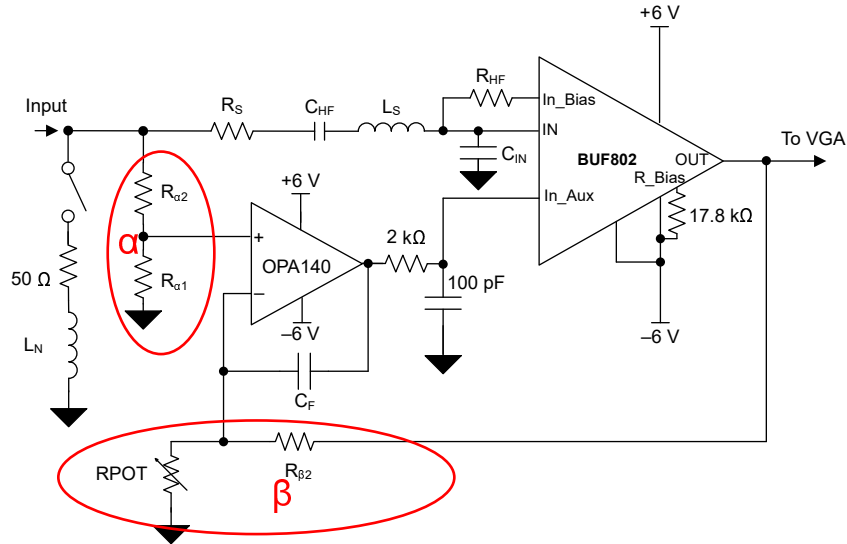 +6 V
Input
R_S
C_HF
L_S
R_HF
In_Bias
IN
BUF802
OUT
To VGA
C_IN
R_Bias
In_Aux
17.8 kΩ
R_α2
α
+6 V
+
OPA140
2 kΩ
50 Ω
R_α1
100 pF
–
–6 V
–6 V
L_N
C_F
RPOT
R_β2
β